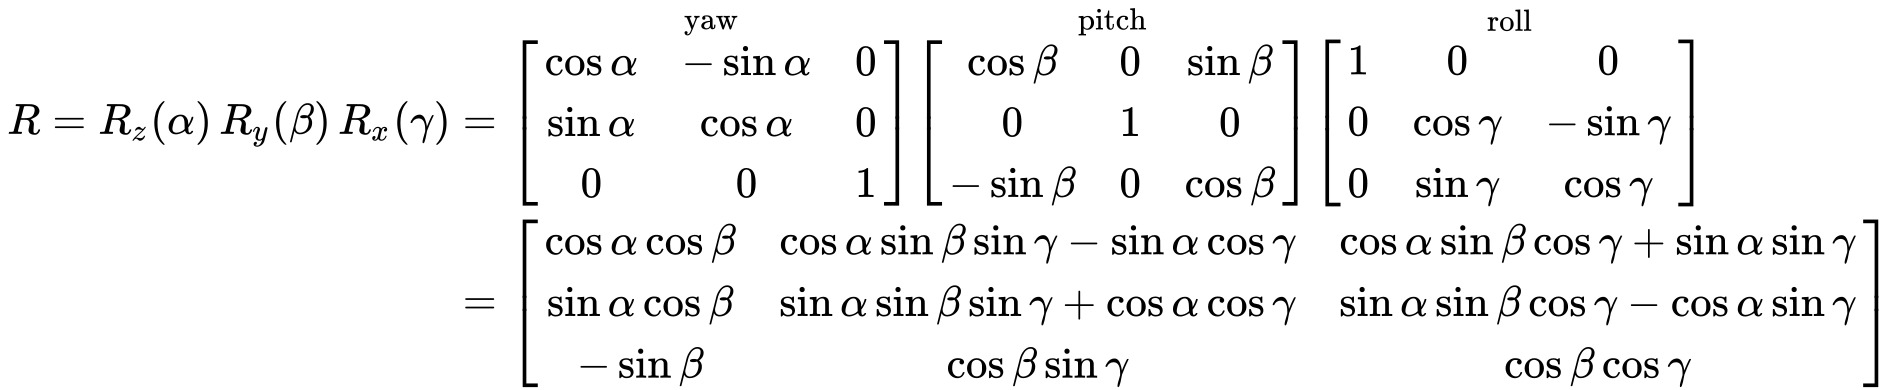 yaw pitch roll
R = R_z(α) R_y(β) R_x(γ) = [cos α − sin α 0; sin α cos α 0; 0 0 1] [cos β 0 sin β; 0 1 0; − sin β 0 cos β] [1 0 0; 0 cos γ − sin γ; 0 sin γ cos γ]
= [cos α cos β cos α sin β sin γ − sin α cos γ cos α sin β cos γ + sin α sin γ; sin α cos β sin α sin β sin γ + cos α cos γ sin α sin β cos γ − cos α sin γ; − sin β cos β sin γ cos β cos γ]